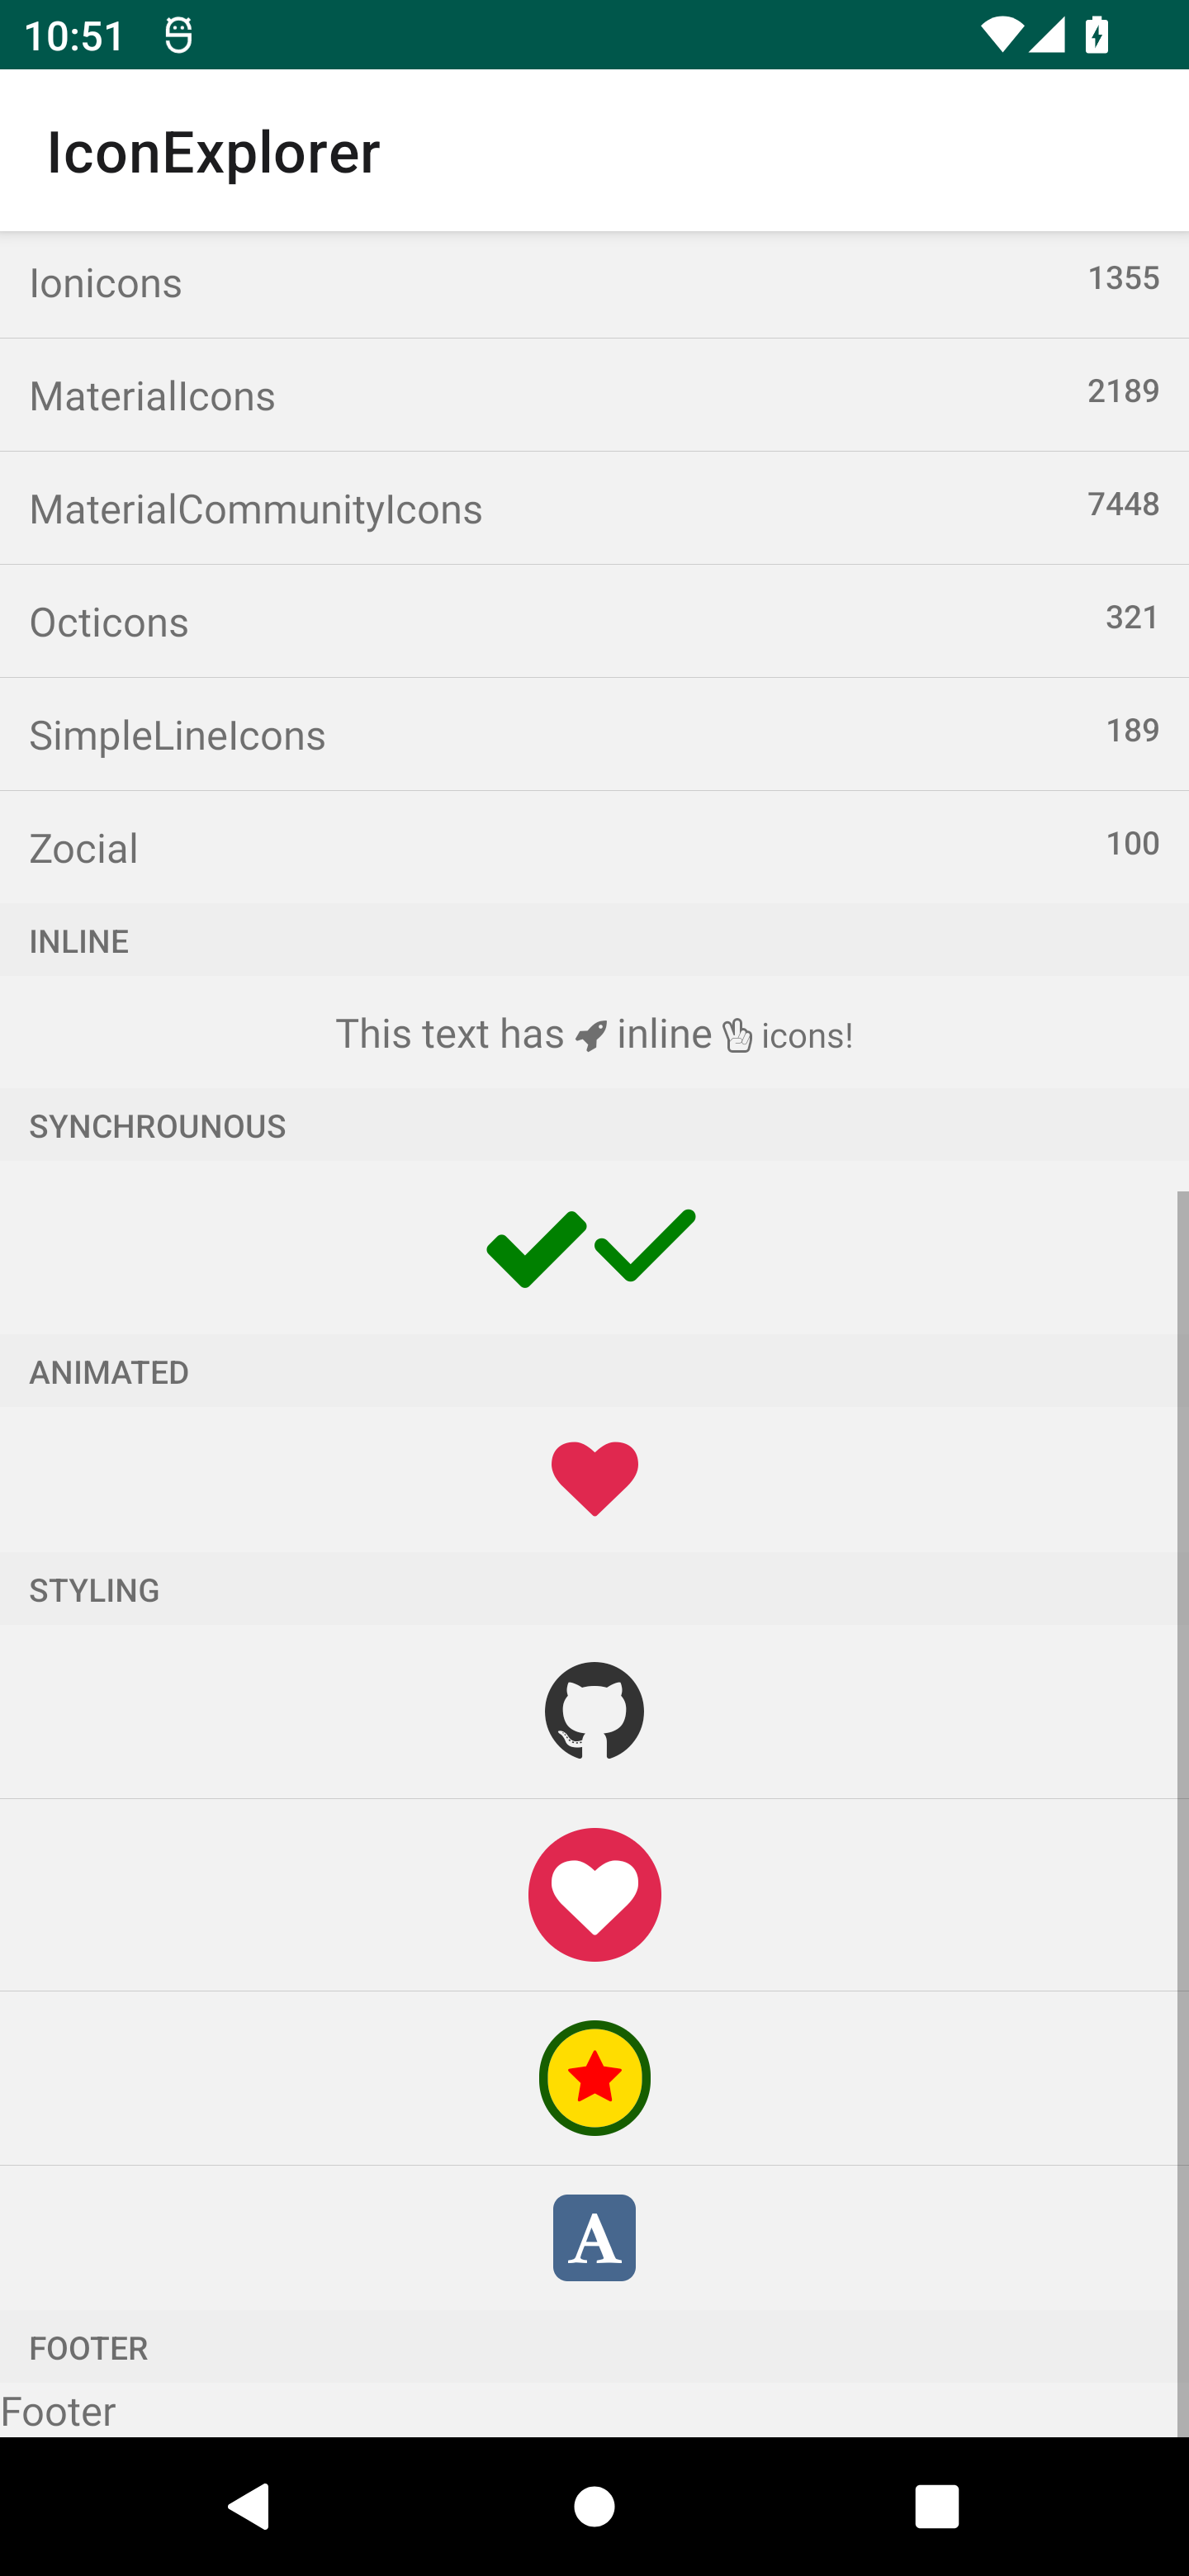 10:51
IconExplorer
Ionicons 1355
MaterialIcons 2189
MaterialCommunityIcons 7448
Octicons 321
SimpleLineIcons 189
Zocial 100
INLINE
This text has inline icons!
SYNCHROUNOUS
ANIMATED
STYLING
A
FOOTER
Footer